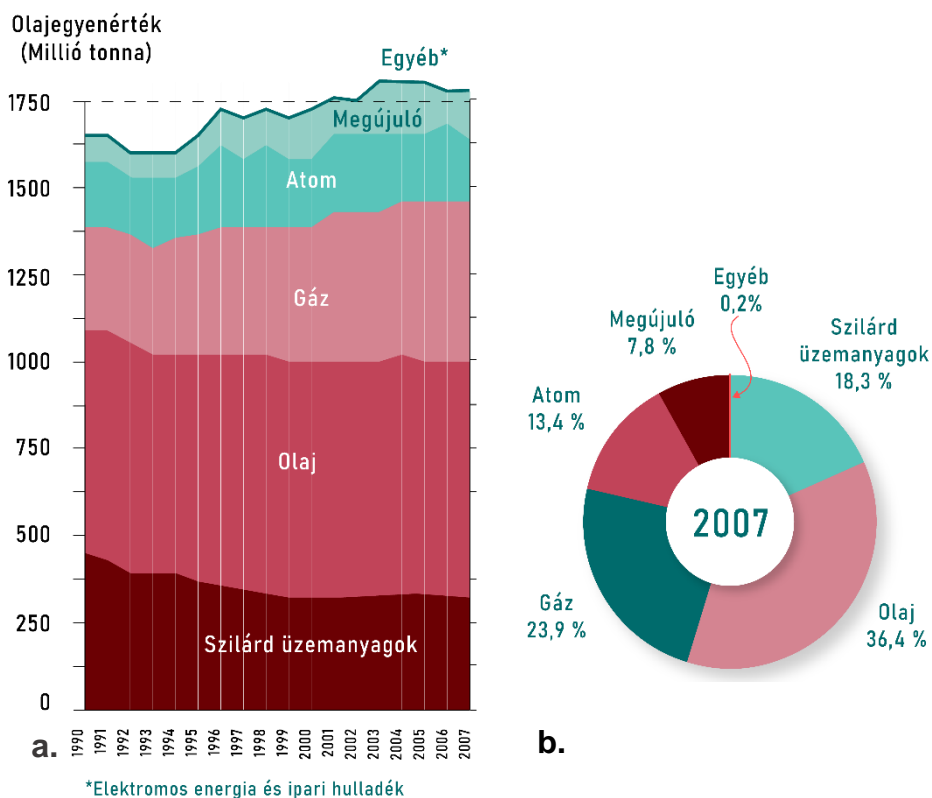 Olajegyenérték
(Millió tonna)
Egyéb*
1750
Megújuló
Atom
1500
1250
Gáz
1000
750
Olaj
500
250
Szilárd üzemanyagok
0
1990
1991
1992
1993
1994
1995
1996
1997
1998
1999
2000
2001
2002
2003
2004
2005
2006
2007
a.
*Elektromos energia és ipari hulladék
Egyéb
0,2%
Megújuló
7,8 %
Szilárd
üzemanyagok
18,3 %
Atom
13,4 %
2007
Gáz
23,9 %
Olaj
36,4 %
b.